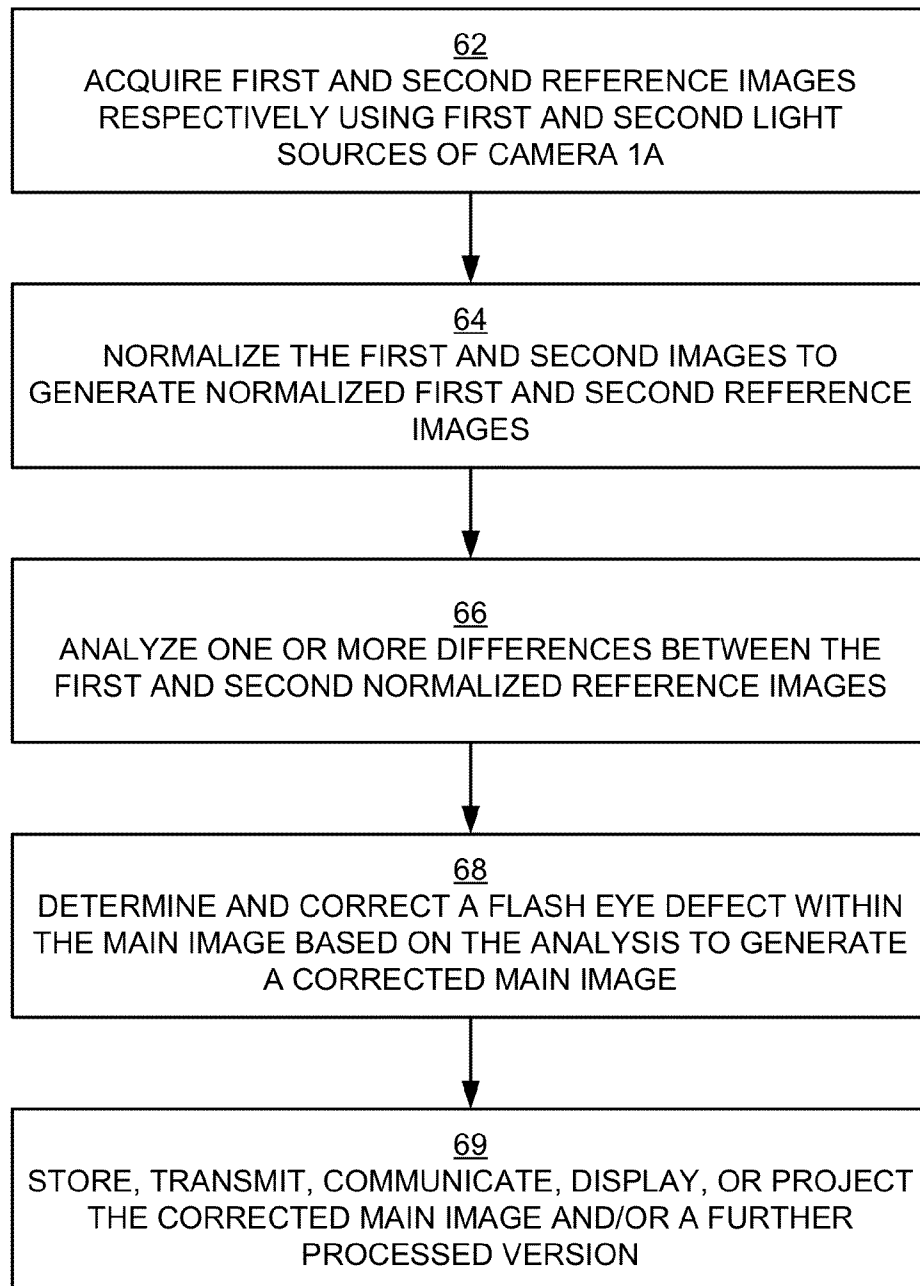 62
ACQUIRE FIRST AND SECOND REFERENCE IMAGES
RESPECTIVELY USING FIRST AND SECOND LIGHT
SOURCES OF CAMERA 1A
64
NORMALIZE THE FIRST AND SECOND IMAGES TO
GENERATE NORMALIZED FIRST AND SECOND REFERENCE
IMAGES
66
ANALYZE ONE OR MORE DIFFERENCES BETWEEN THE
FIRST AND SECOND NORMALIZED REFERENCE IMAGES
68
DETERMINE AND CORRECT A FLASH EYE DEFECT WITHIN
THE MAIN IMAGE BASED ON THE ANALYSIS TO GENERATE
A CORRECTED MAIN IMAGE
69
STORE, TRANSMIT, COMMUNICATE, DISPLAY, OR PROJECT
THE CORRECTED MAIN IMAGE AND/OR A FURTHER
PROCESSED VERSION